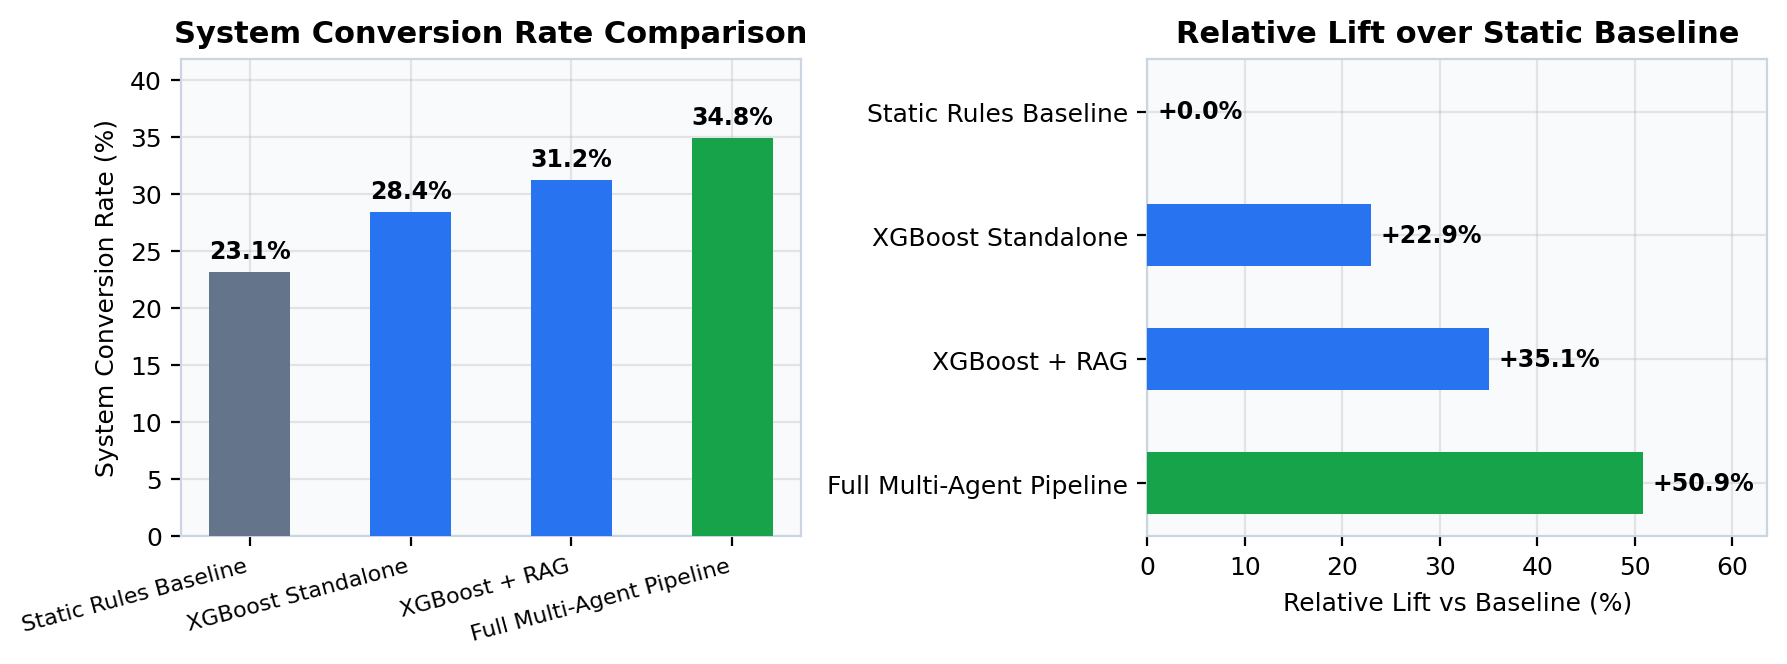 System Conversion Rate Comparison
System Conversion Rate (%)
40
35
30
25
20
15
10
5
0
23.1%
28.4%
31.2%
34.8%
Static Rules Baseline
XGBoost Standalone
XGBoost + RAG
Full Multi-Agent Pipeline
Relative Lift over Static Baseline
Static Rules Baseline
+0.0%
XGBoost Standalone
+22.9%
XGBoost + RAG
+35.1%
Full Multi-Agent Pipeline
+50.9%
0 10 20 30 40 50 60
Relative Lift vs Baseline (%)